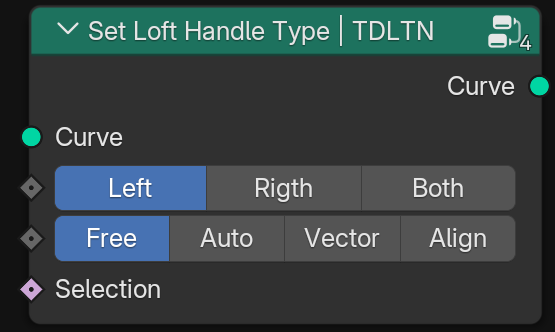 Set Loft Handle Type | TDLTN
4
Curve
Curve
Left Rigth Both
Free Auto Vector Align
Selection